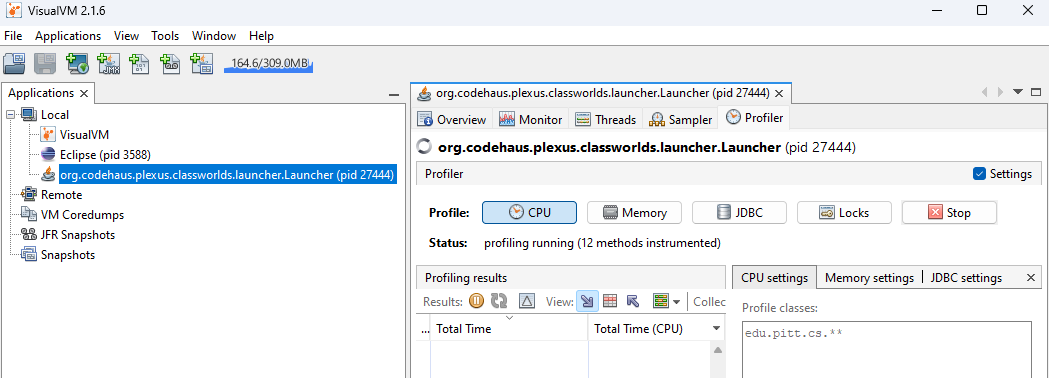 VisualVM 2.1.6
File Applications View Tools Window Help
164.6/309.0MB
Applications
Local
VisualVM
Eclipse (pid 3588)
org.codehaus.plexus.classworlds.launcher.Launcher (pid 27444)
Remote
VM Coredumps
JFR Snapshots
Snapshots
org.codehaus.plexus.classworlds.launcher.Launcher (pid 27444)
Overview Monitor Threads Sampler Profiler
org.codehaus.plexus.classworlds.launcher.Launcher (pid 27444)
Profiler Settings
Profile: CPU Memory JDBC Locks Stop
Status: profiling running (12 methods instrumented)
Profiling results
Results: View: Collec
... Total Time Total Time (CPU)
CPU settings Memory settings JDBC settings
Profile classes:
edu.pitt.cs.**